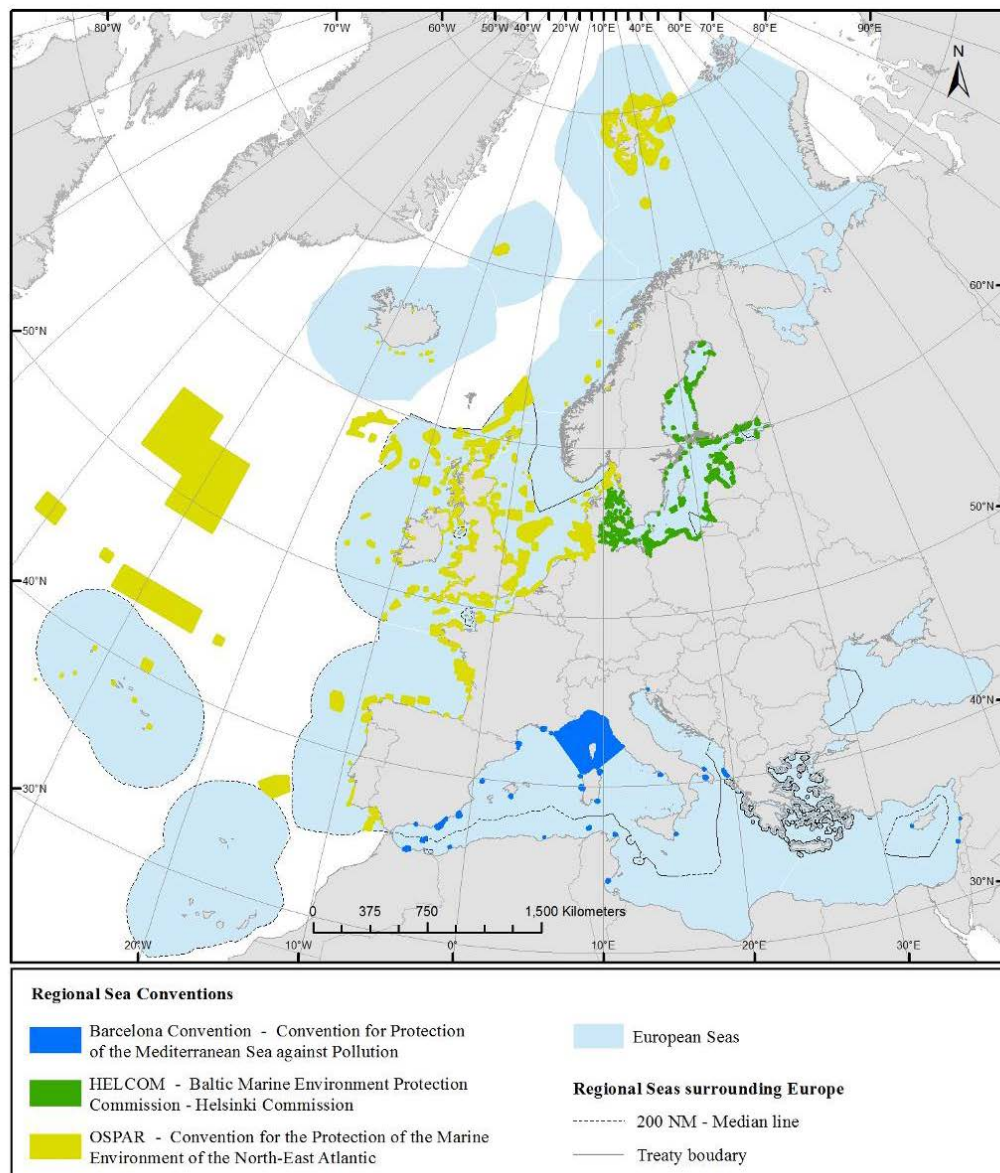 80°W 70°W 60°W 50°W 40°W 20°W 10°E 40°E 60°E 70°E 80°E 90°E
N
60°N
50°N
50°N
40°N
40°N
30°N
30°N
0 375 750 1,500 Kilometers
20°W 10°W 0° 10°E 20°E 30°E
Regional Sea Conventions
Barcelona Convention - Convention for Protection
of the Mediterranean Sea against Pollution
HELCOM - Baltic Marine Environment Protection
Commission - Helsinki Commission
OSPAR - Convention for the Protection of the Marine
Environment of the North-East Atlantic
European Seas
Regional Seas surrounding Europe
200 NM - Median line
Treaty boudary